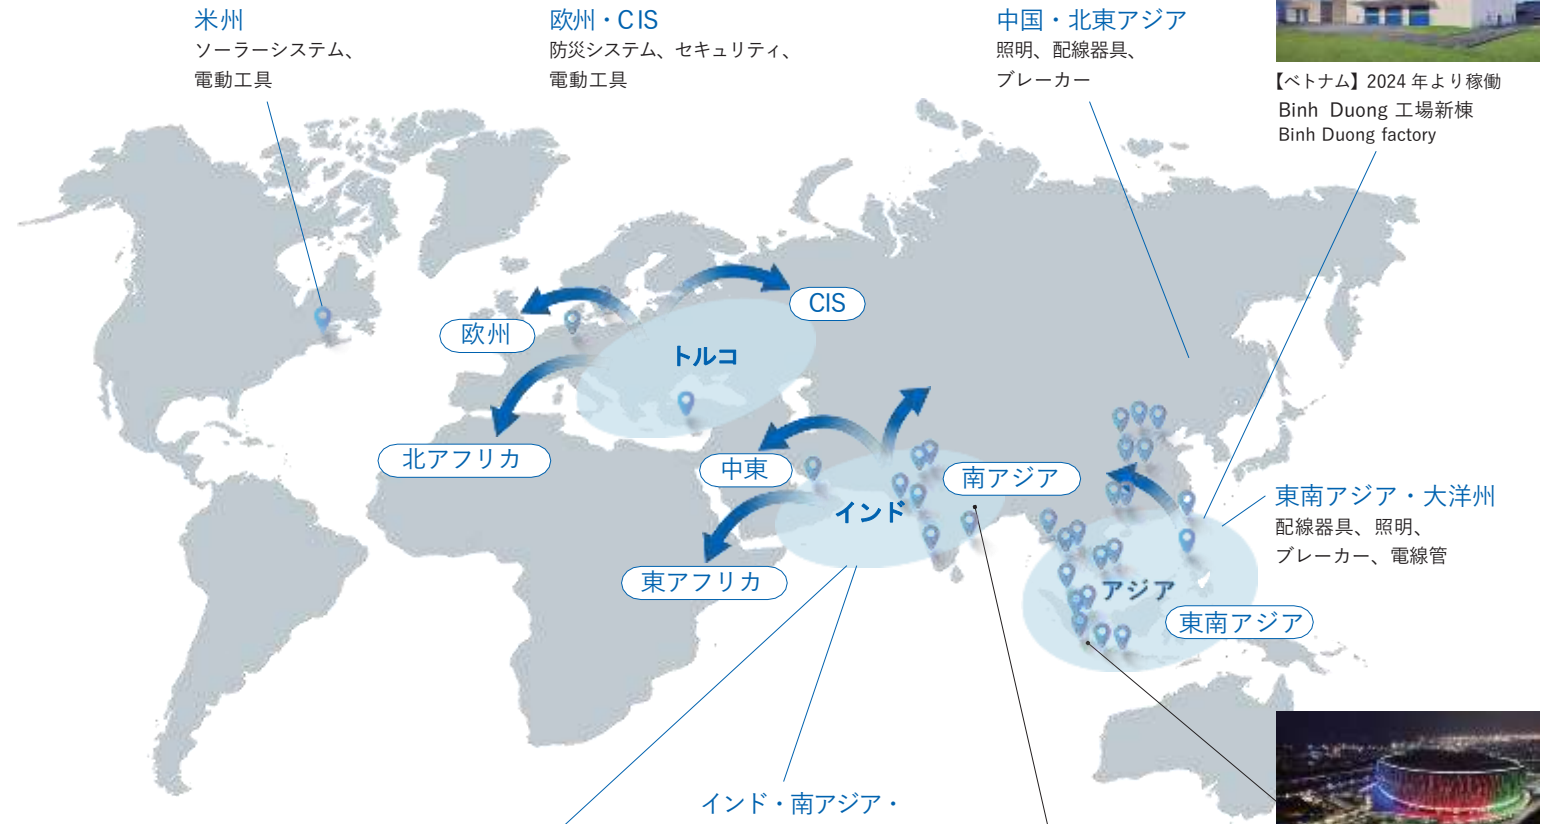 米州
ソーラーシステム、
電動工具
欧州・CIS
防災システム、セキュリティ、
電動工具
中国・北東アジア
照明、配線器具、
ブレーカー
【ベトナム】2024年より稼働
Binh Duong 工場新棟
Binh Duong factory
CIS
欧州
トルコ
北アフリカ
中東
南アジア
インド
東南アジア・大洋州
配線器具、照明、
ブレーカー、電線管
東アフリカ
アジア
東南アジア
インド・南アジア・